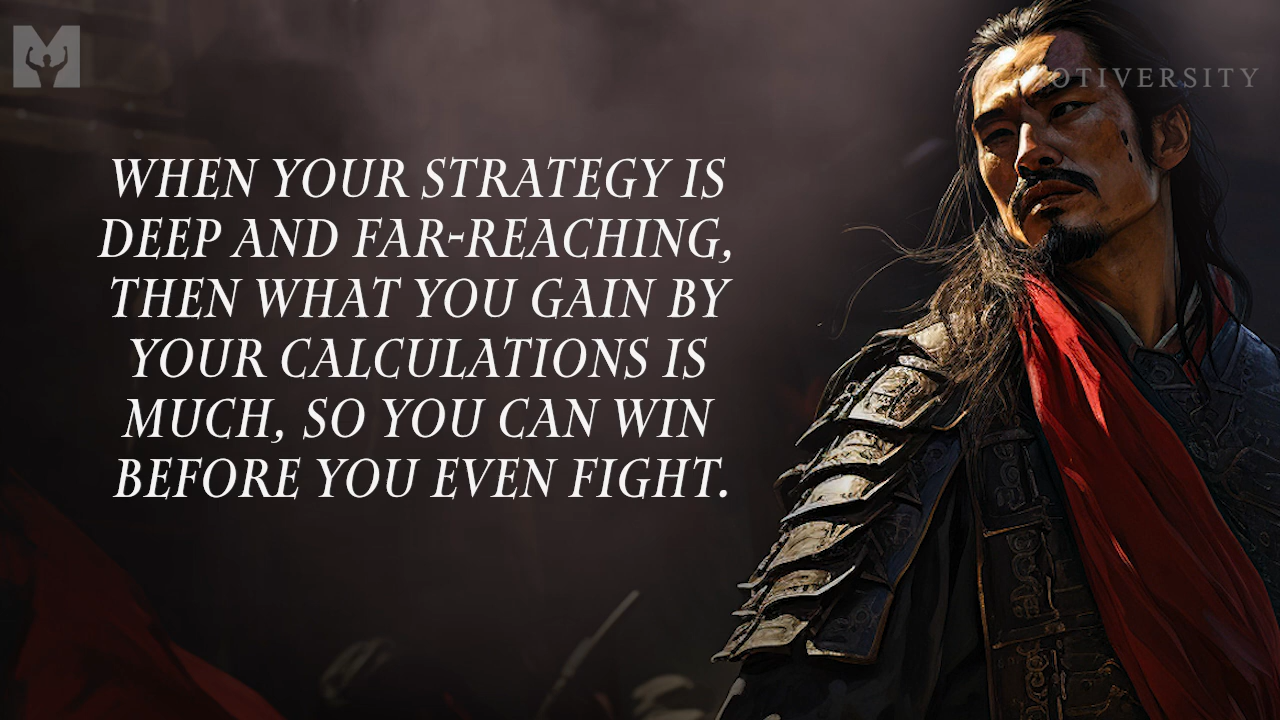 OTIVERSITY
WHEN YOUR STRATEGY IS
DEEP AND FAR-REACHING,
THEN WHAT YOU GAIN BY
YOUR CALCULATIONS IS
MUCH, SO YOU CAN WIN
BEFORE YOU EVEN FIGHT.